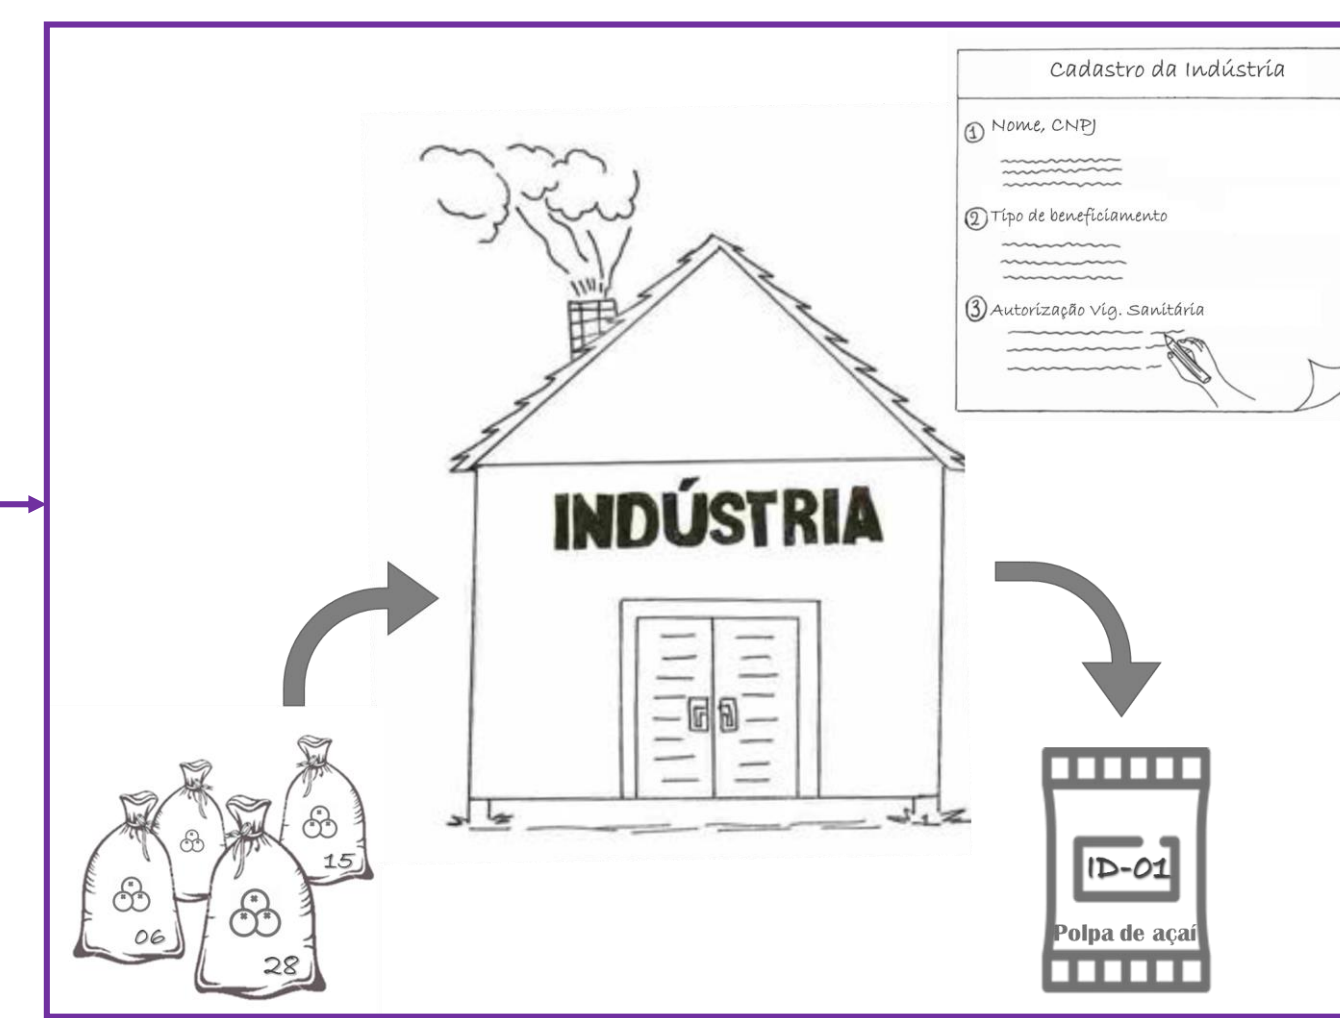 Cadastro da Indústria
1 Nome, CNPJ
2 Tipo de beneficiamento
3 Autorização Vig. Sanitária
INDÚSTRIA
15
06
28
ID-01
Polpa de açaí